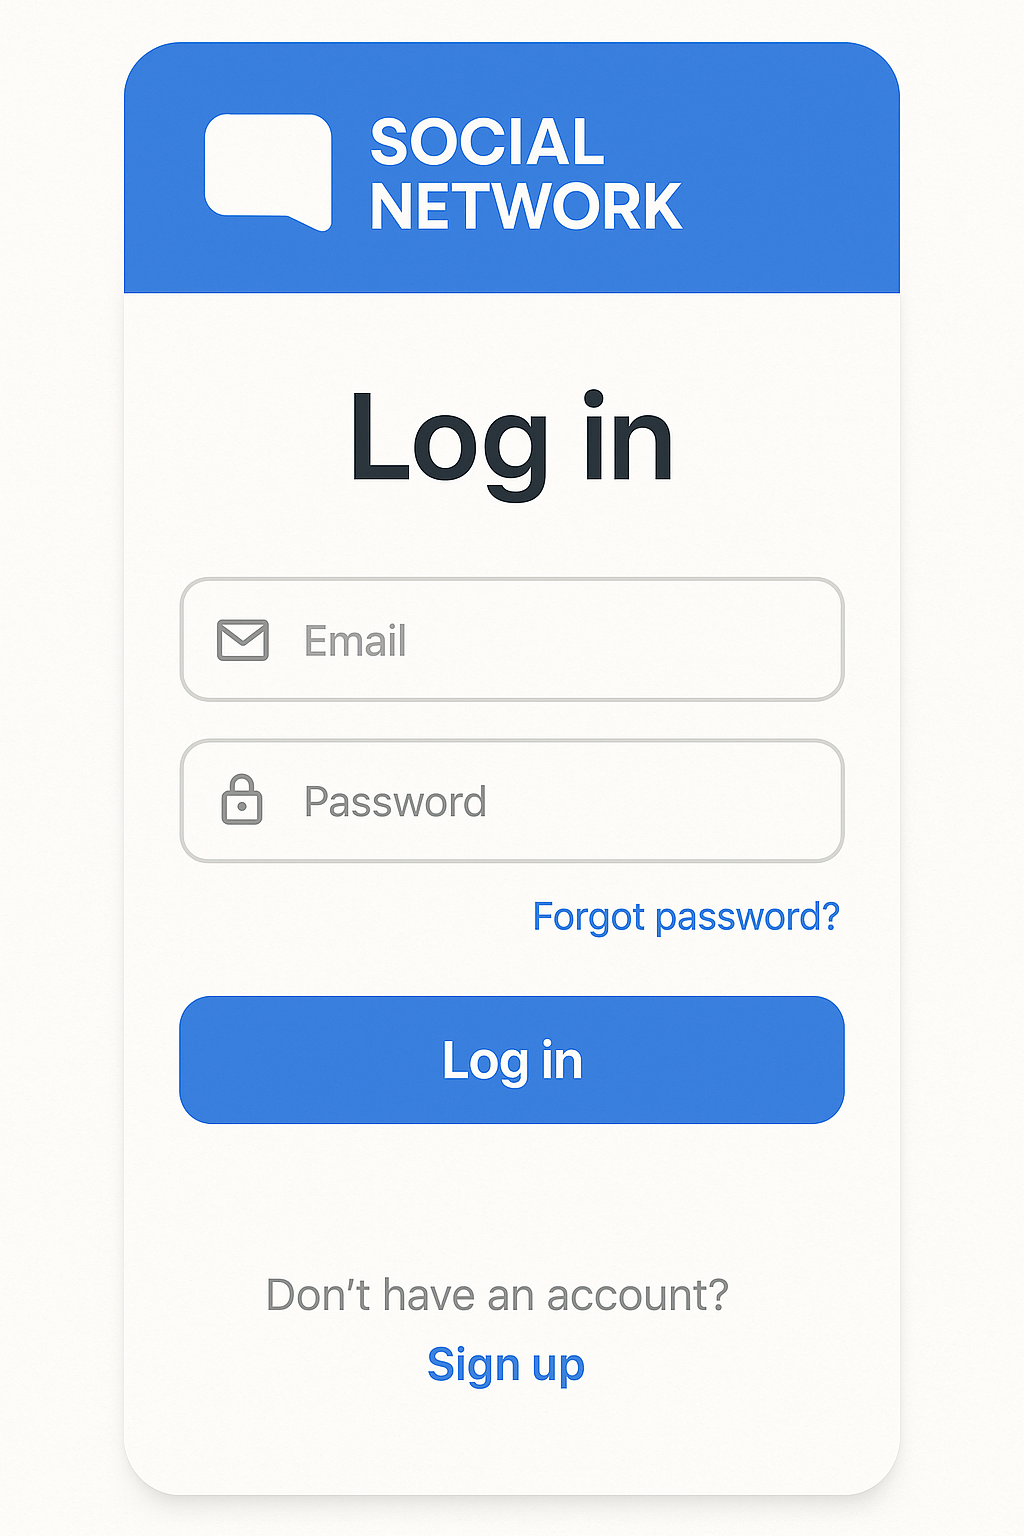 SOCIAL
NETWORK
Log in
Email
Password
Forgot password?
Log in
Don’t have an account?
Sign up